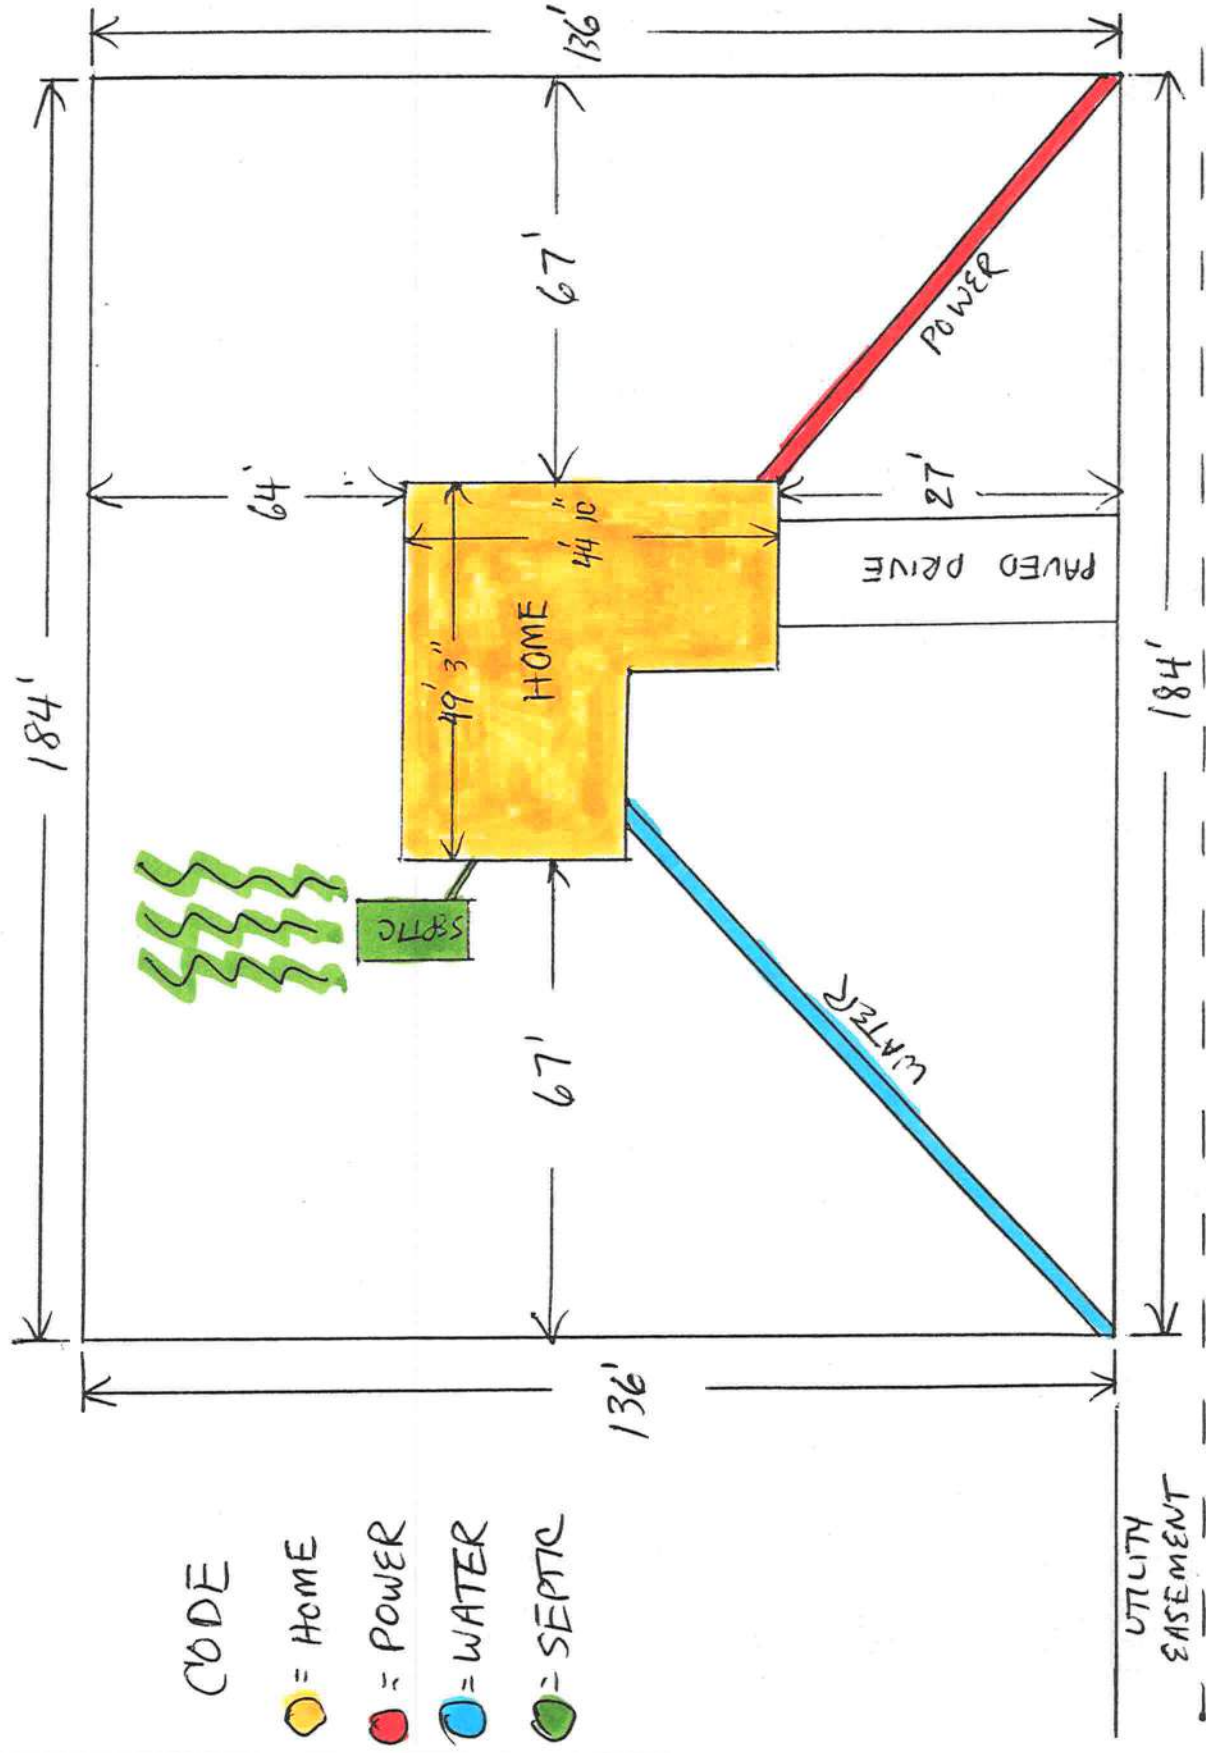 184'
136'
64'
67'
49' 3"
44' 10"
HOME
SEPTIC
67'
27'
POWER
PAVED DRIVE
WATER
136'
184'
CODE
= HOME
= POWER
= WATER
= SEPTIC
UTILITY
EASEMENT